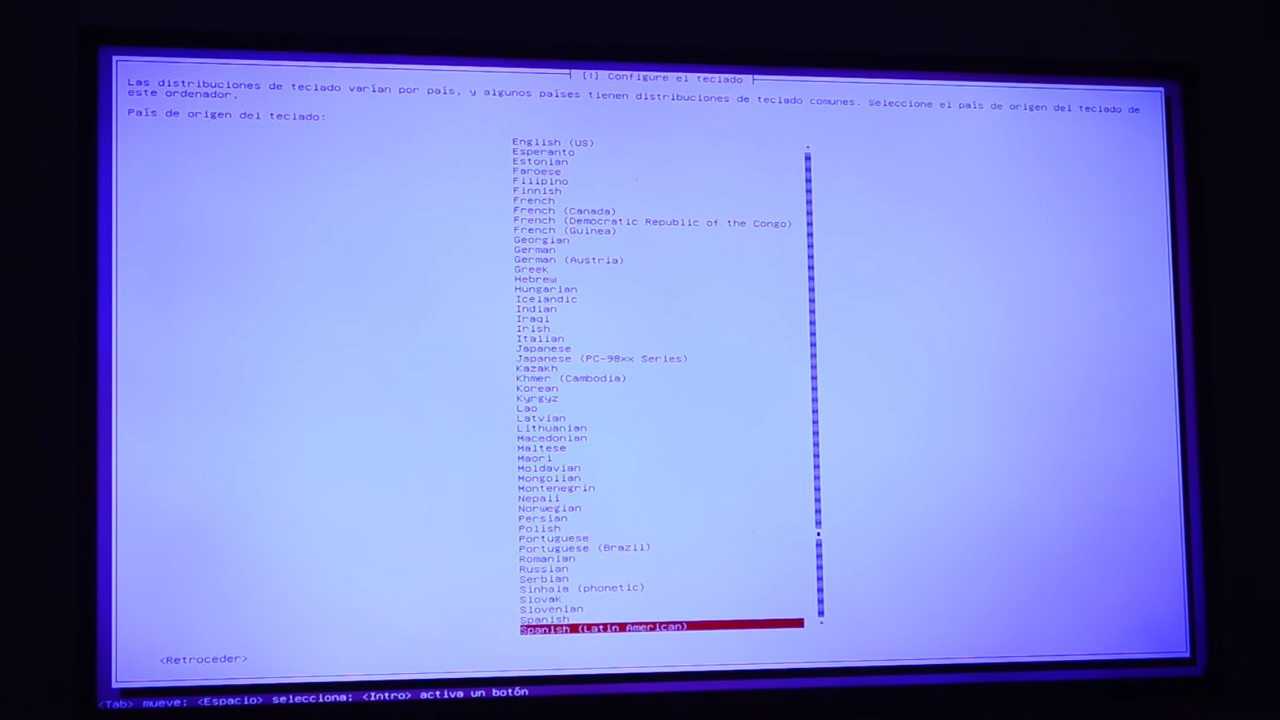 [!] Configure el teclado
Las distribuciones de teclado varían por país, y algunos países tienen distribuciones de teclado comunes. Seleccione el país de origen del teclado de
este ordenador.
País de origen del teclado:
English (US)
Esperanto
Estonian
Faroese
Filipino
Finnish
French
French (Canada)
French (Democratic Republic of the Congo)
French (Guinea)
Georgian
German
German (Austria)
Greek
Hebrew
Hungarian
Icelandic
Indian
Iraqi
Irish
Italian
Japanese
Japanese (PC-98xx Series)
Kazakh
Khmer (Cambodia)
Korean
Kyrgyz
Lao
Latvian
Lithuanian
Macedonian
Maltese
Maori
Moldavian
Mongolian
Montenegrin
Nepali
Norwegian
Persian
Polish
Portuguese
Portuguese (Brazil)
Romanian
Russian
Serbian
Sinhala (phonetic)
Slovak
Slovenian
Spanish
Spanish (Latin American)
<Retroceder>
<Tab> mueve; <Espacio> selecciona; <Intro> activa un botón